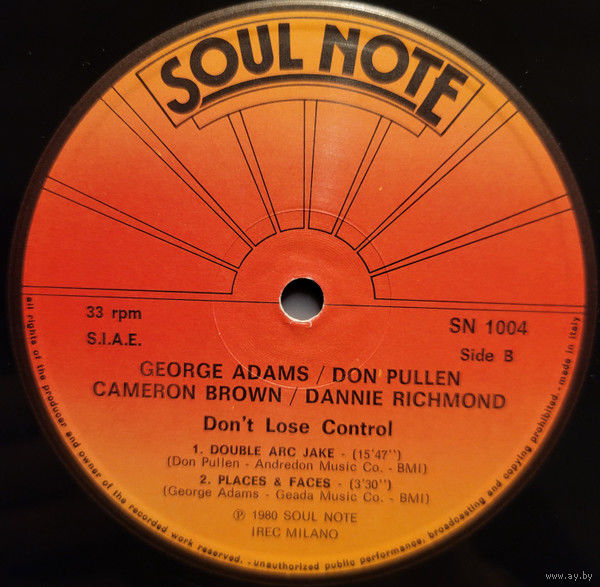 SOUL NOTE
33 rpm
SN 1004
S.I.A.E.
Side B
GEORGE ADAMS / DON PULLEN
CAMERON BROWN / DANNIE RICHMOND
Don't Lose Control
1. DOUBLE ARC JAKE - (15'47'')
(Don Pullen - Andredon Music Co. - BMI)
2. PLACES & FACES - (3'30'')
(George Adams - Geada Music Co. - BMI)
℗ 1980 SOUL NOTE
IREC MILANO
all rights of the producer and owner of the recorded work reserved. - unauthorized public performance, broadcasting and copying prohibited - made in italy
www.ay.by